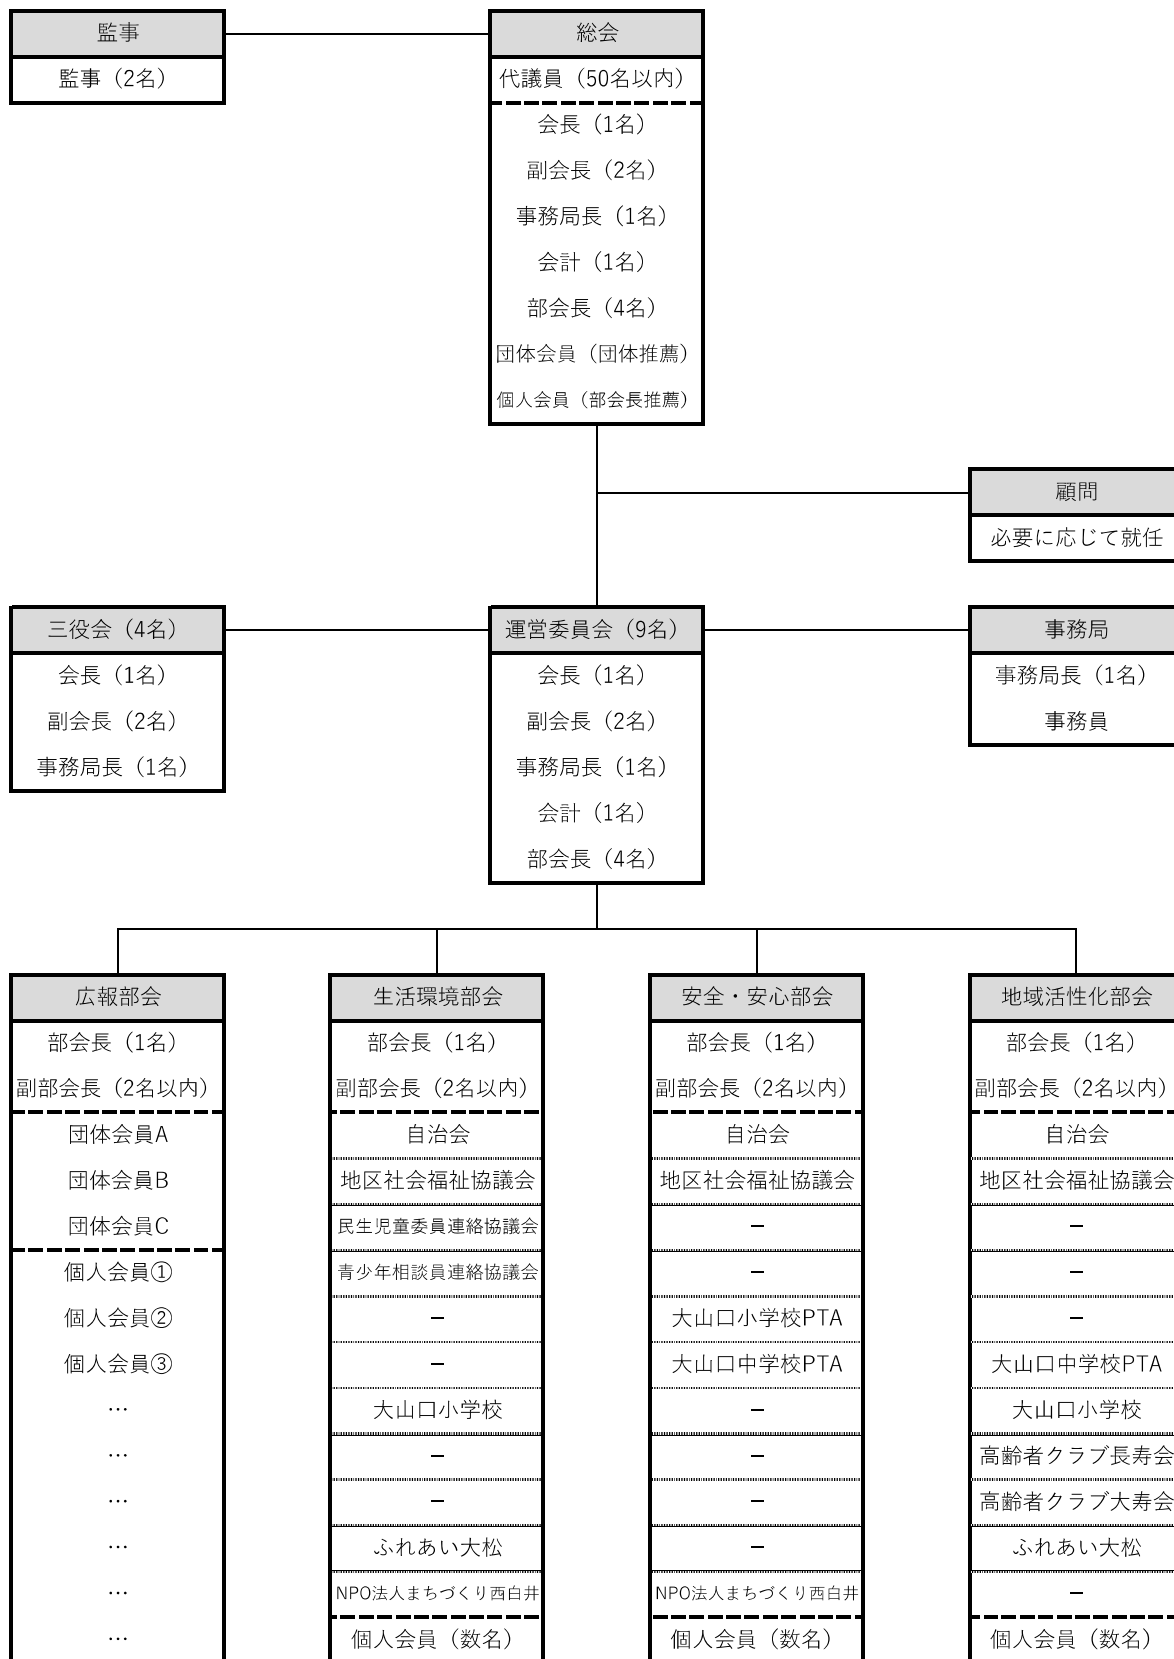 監事
監事（2名）
総会
代議員（50名以内）
会長（1名）
副会長（2名）
事務局長（1名）
会計（1名）
部会長（4名）
団体会員（団体推薦）
個人会員（部会長推薦）
顧問
必要に応じて就任
三役会（4名）
会長（1名）
副会長（2名）
事務局長（1名）
運営委員会（9名）
会長（1名）
副会長（2名）
事務局長（1名）
会計（1名）
部会長（4名）
事務局
事務局長（1名）
事務員
広報部会
部会長（1名）
副部会長（2名以内）
団体会員A
団体会員B
団体会員C
個人会員①
個人会員②
個人会員③
…
…
…
…
…
…
生活環境部会
部会長（1名）
副部会長（2名以内）
自治会
地区社会福祉協議会
民生児童委員連絡協議会
青少年相談員連絡協議会
–
–
大山口小学校
–
–
ふれあい大松
NPO法人まちづくり西白井
個人会員（数名）
安全・安心部会
部会長（1名）
副部会長（2名以内）
自治会
地区社会福祉協議会
–
–
大山口小学校PTA
大山口中学校PTA
–
–
–
–
NPO法人まちづくり西白井
個人会員（数名）
地域活性化部会
部会長（1名）
副部会長（2名以内）
自治会
地区社会福祉協議会
–
–
–
大山口中学校PTA
大山口小学校
高齢者クラブ長寿会
高齢者クラブ大寿会
ふれあい大松
–
個人会員（数名）